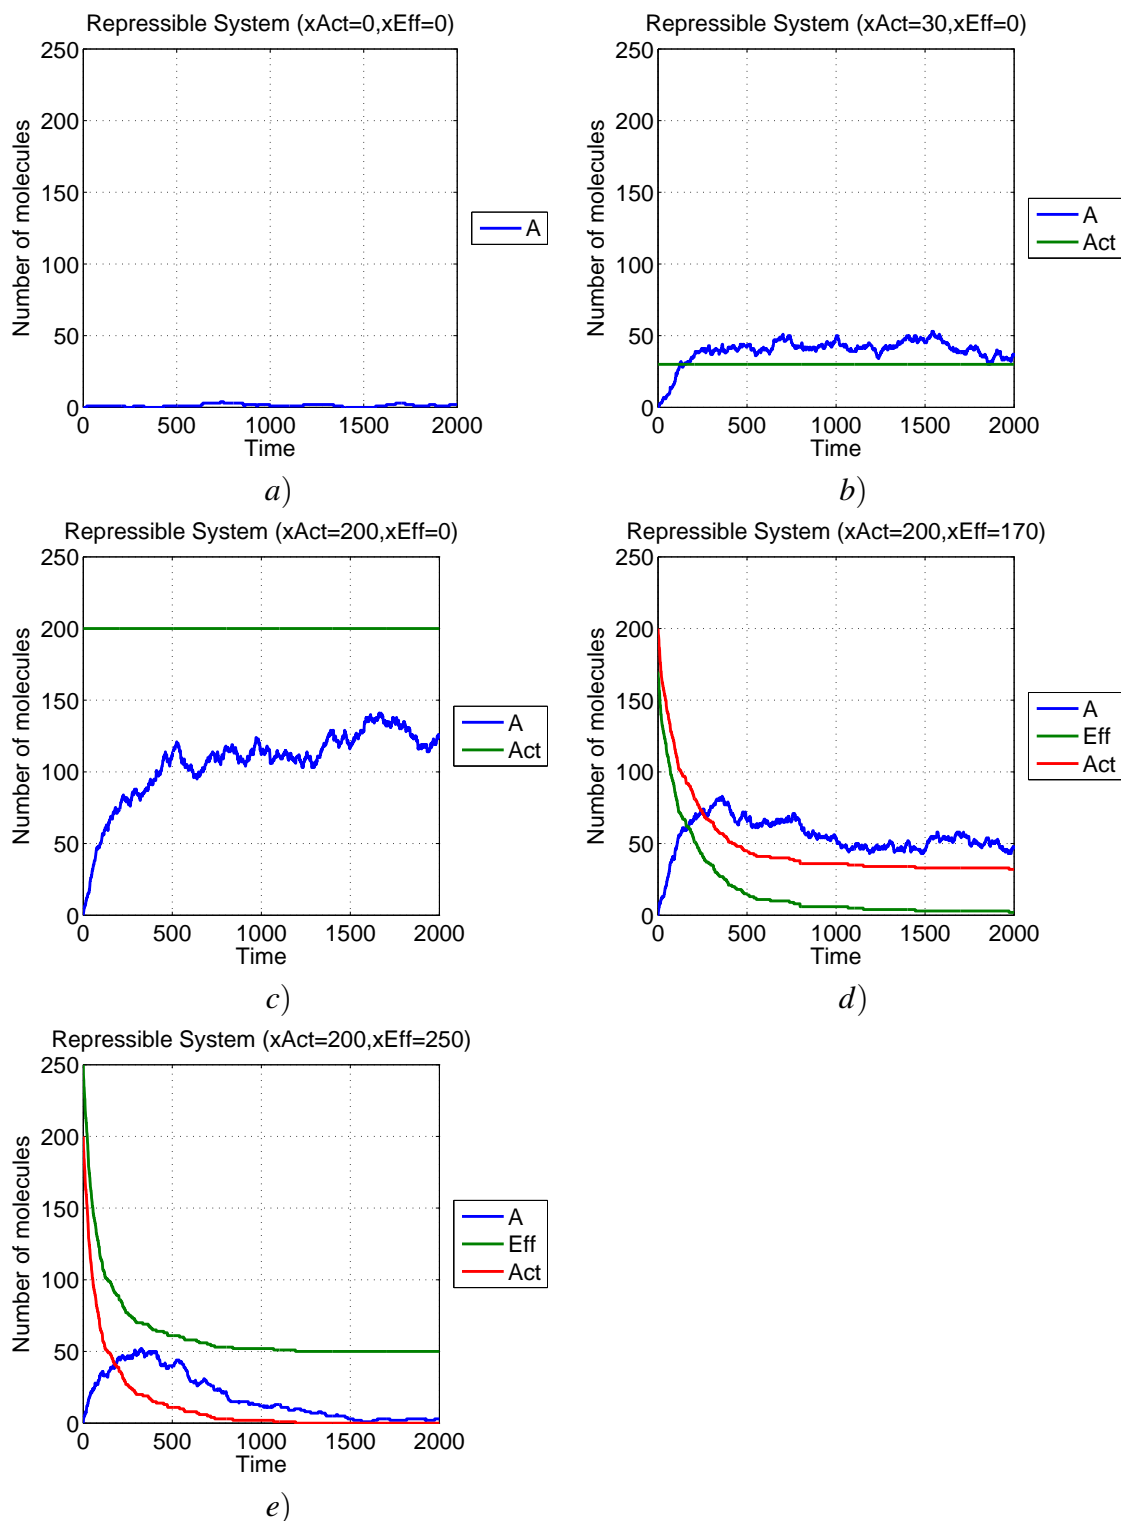 Repressible System (xAct=0,xEff=0)
250
200
150
100
50
0
Number of molecules
0 500 1000 1500 2000
Time
A
a)
Repressible System (xAct=30,xEff=0)
250
200
150
100
50
0
Number of molecules
0 500 1000 1500 2000
Time
A
Act
b)
Repressible System (xAct=200,xEff=0)
250
200
150
100
50
0
Number of molecules
0 500 1000 1500 2000
Time
A
Act
c)
Repressible System (xAct=200,xEff=170)
250
200
150
100
50
0
Number of molecules
0 500 1000 1500 2000
Time
A
Eff
Act
d)
Repressible System (xAct=200,xEff=250)
250
200
150
100
50
0
Number of molecules
0 500 1000 1500 2000
Time
A
Eff
Act
e)